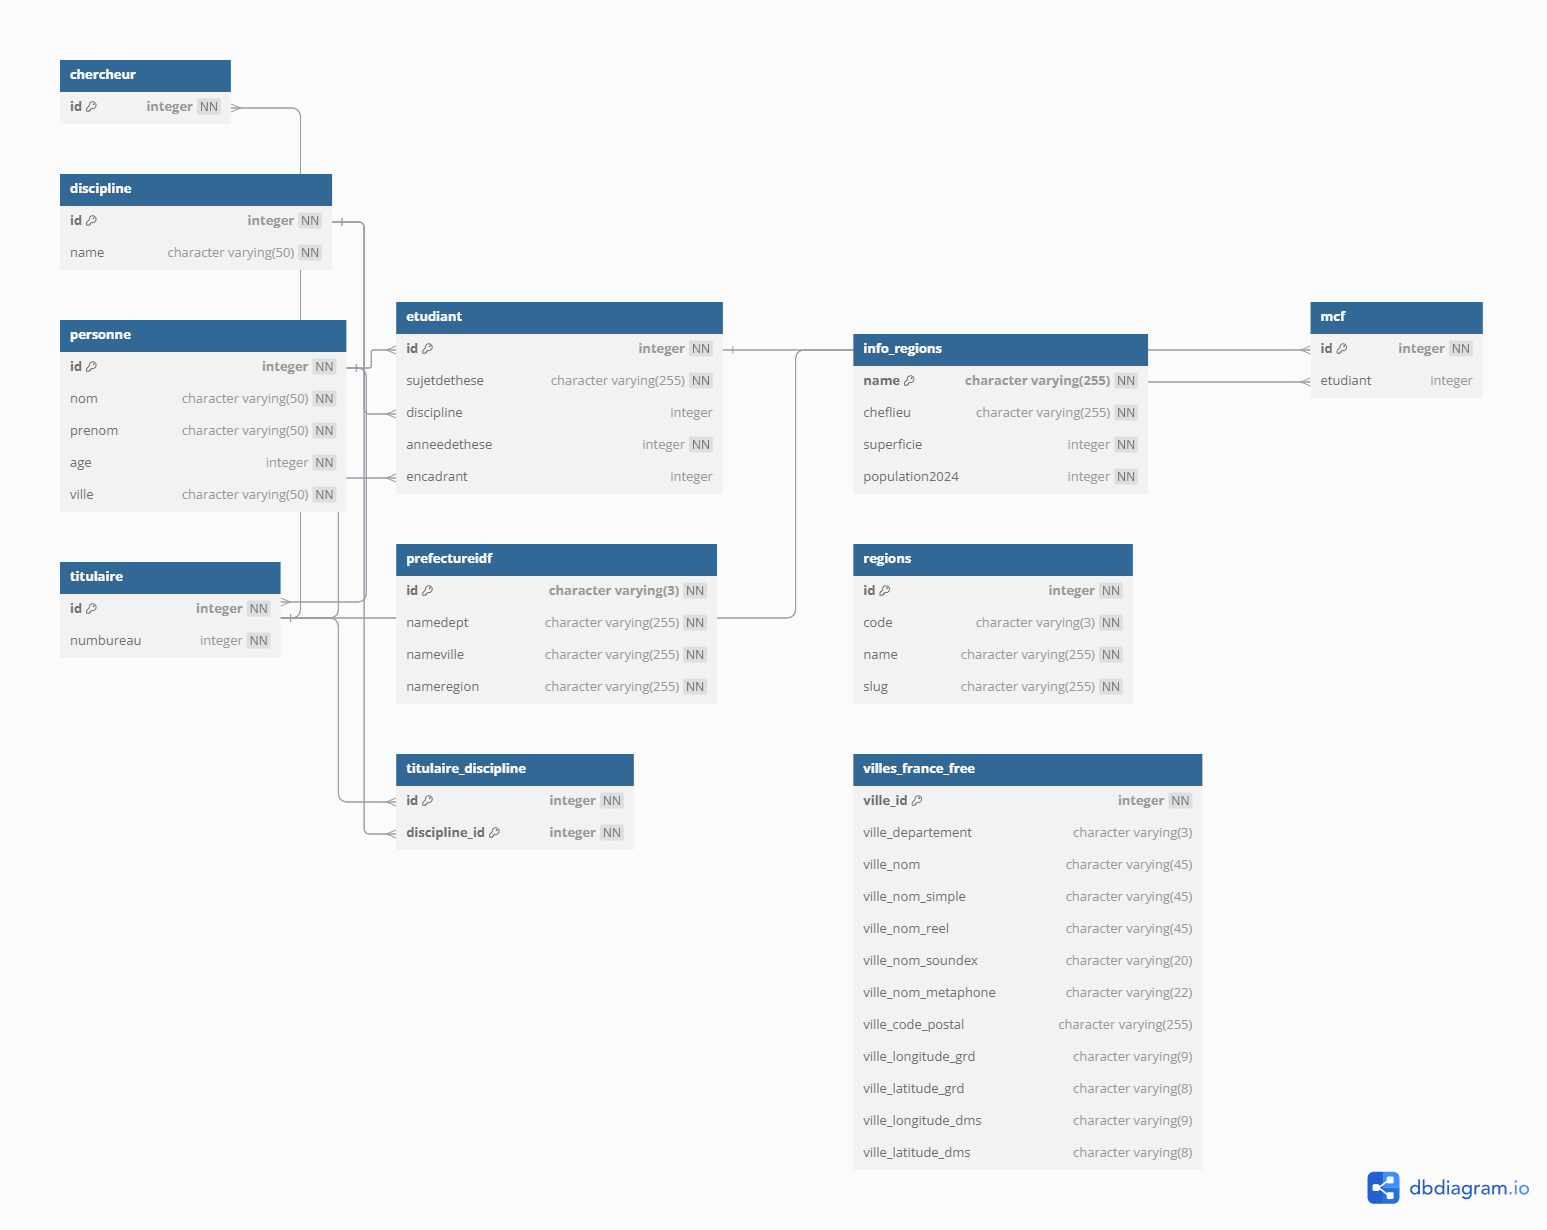 chercheur
id integer NN
discipline
id integer NN
name character varying(50) NN
personne
id integer NN
nom character varying(50) NN
prenom character varying(50) NN
age integer NN
ville character varying(50) NN
titulaire
id integer NN
numbureau integer NN
etudiant
id integer NN
sujetdethese character varying(255) NN
discipline integer
anneedethese integer NN
encadrant integer
prefectureidf
id character varying(3) NN
namedept character varying(255) NN
nameville character varying(255) NN
nameregion character varying(255) NN
titulaire_discipline
id integer NN
discipline_id integer NN
info_regions
name character varying(255) NN
cheflieu character varying(255) NN
superficie integer NN
population2024 integer NN
regions
id integer NN
code character varying(3) NN
name character varying(255) NN
slug character varying(255) NN
villes_france_free
ville_id integer NN
ville_departement character varying(3)
ville_nom character varying(45)
ville_nom_simple character varying(45)
ville_nom_reel character varying(45)
ville_nom_soundex character varying(20)
ville_nom_metaphone character varying(22)
ville_code_postal character varying(255)
ville_longitude_grd character varying(9)
ville_latitude_grd character varying(8)
ville_longitude_dms character varying(9)
ville_latitude_dms character varying(8)
mcf
id integer NN
etudiant integer
dbdiagram.io